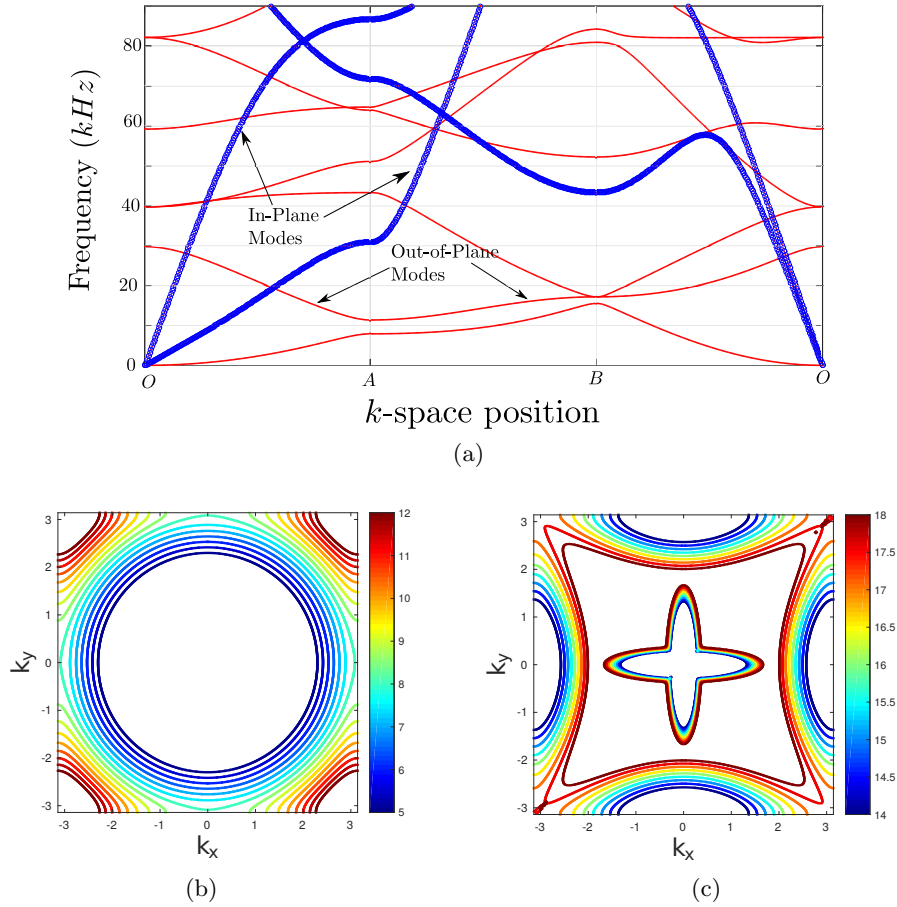 80
60
40
20
0
Frequency (kHz)
In-Plane
Modes
Out-of-Plane
Modes
O A B O
k-space position
(a)
3
2
1
0
-1
-2
-3
k_y
-3 -2 -1 0 1 2 3
k_x
12
11
10
9
8
7
6
5
(b)
3
2
1
0
-1
-2
-3
k_y
-3 -2 -1 0 1 2 3
k_x
18
17.5
17
16.5
16
15.5
15
14.5
14
(c)